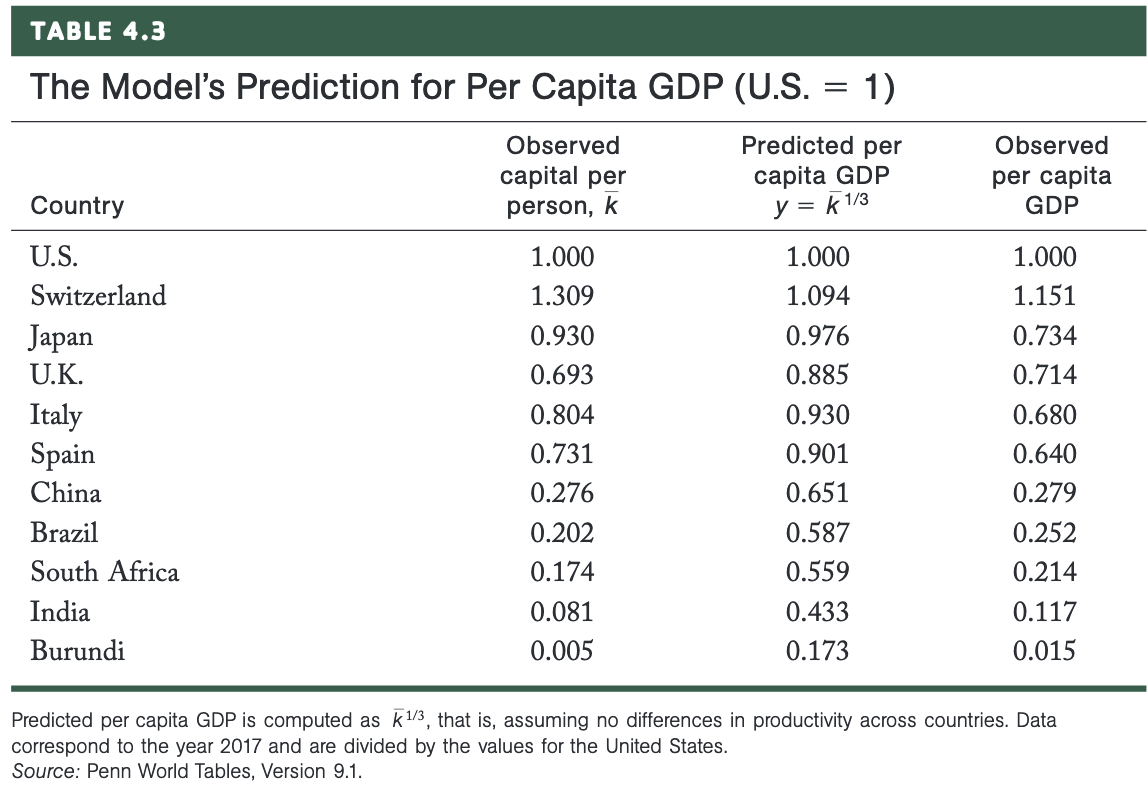 TABLE 4.3
The Model’s Prediction for Per Capita GDP (U.S. = 1)
Observed Predicted per Observed
capital per capita GDP per capita
Country person, k̄ y = k̄ 1/3 GDP
U.S. 1.000 1.000 1.000
Switzerland 1.309 1.094 1.151
Japan 0.930 0.976 0.734
U.K. 0.693 0.885 0.714
Italy 0.804 0.930 0.680
Spain 0.731 0.901 0.640
China 0.276 0.651 0.279
Brazil 0.202 0.587 0.252
South Africa 0.174 0.559 0.214
India 0.081 0.433 0.117
Burundi 0.005 0.173 0.015
Predicted per capita GDP is computed as k̄ 1/3, that is, assuming no differences in productivity across countries. Data
correspond to the year 2017 and are divided by the values for the United States.
Source: Penn World Tables, Version 9.1.